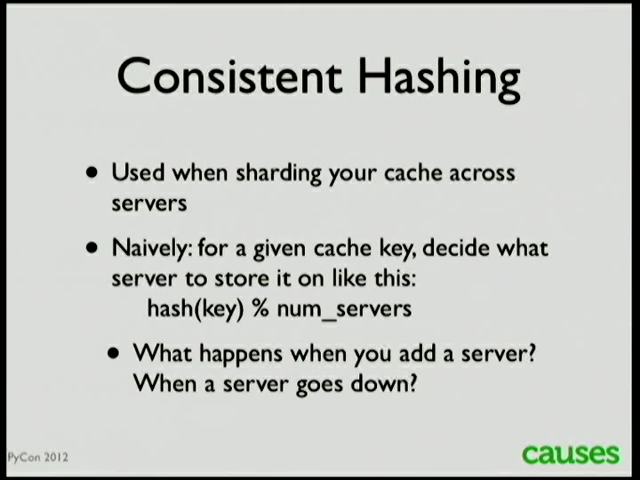 Consistent Hashing
• Used when sharding your cache across
servers
• Naively: for a given cache key, decide what
server to store it on like this:
hash(key) % num_servers
• What happens when you add a server?
When a server goes down?
PyCon 2012
causes